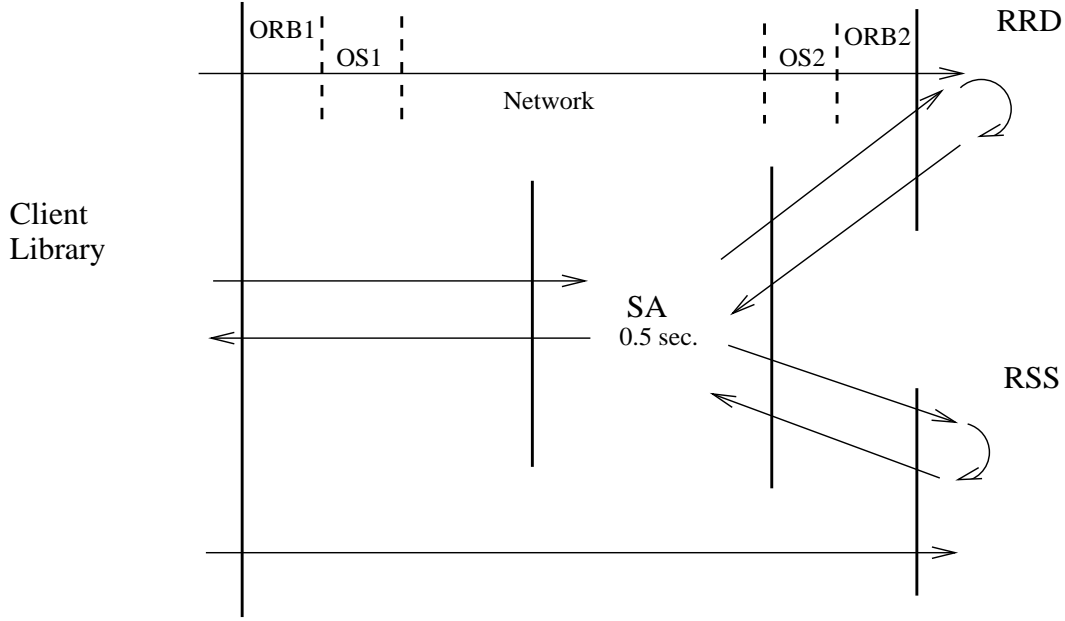 RRD
ORB1
ORB2
OS1
OS2
Network
Client
Library
SA
0.5 sec.
RSS